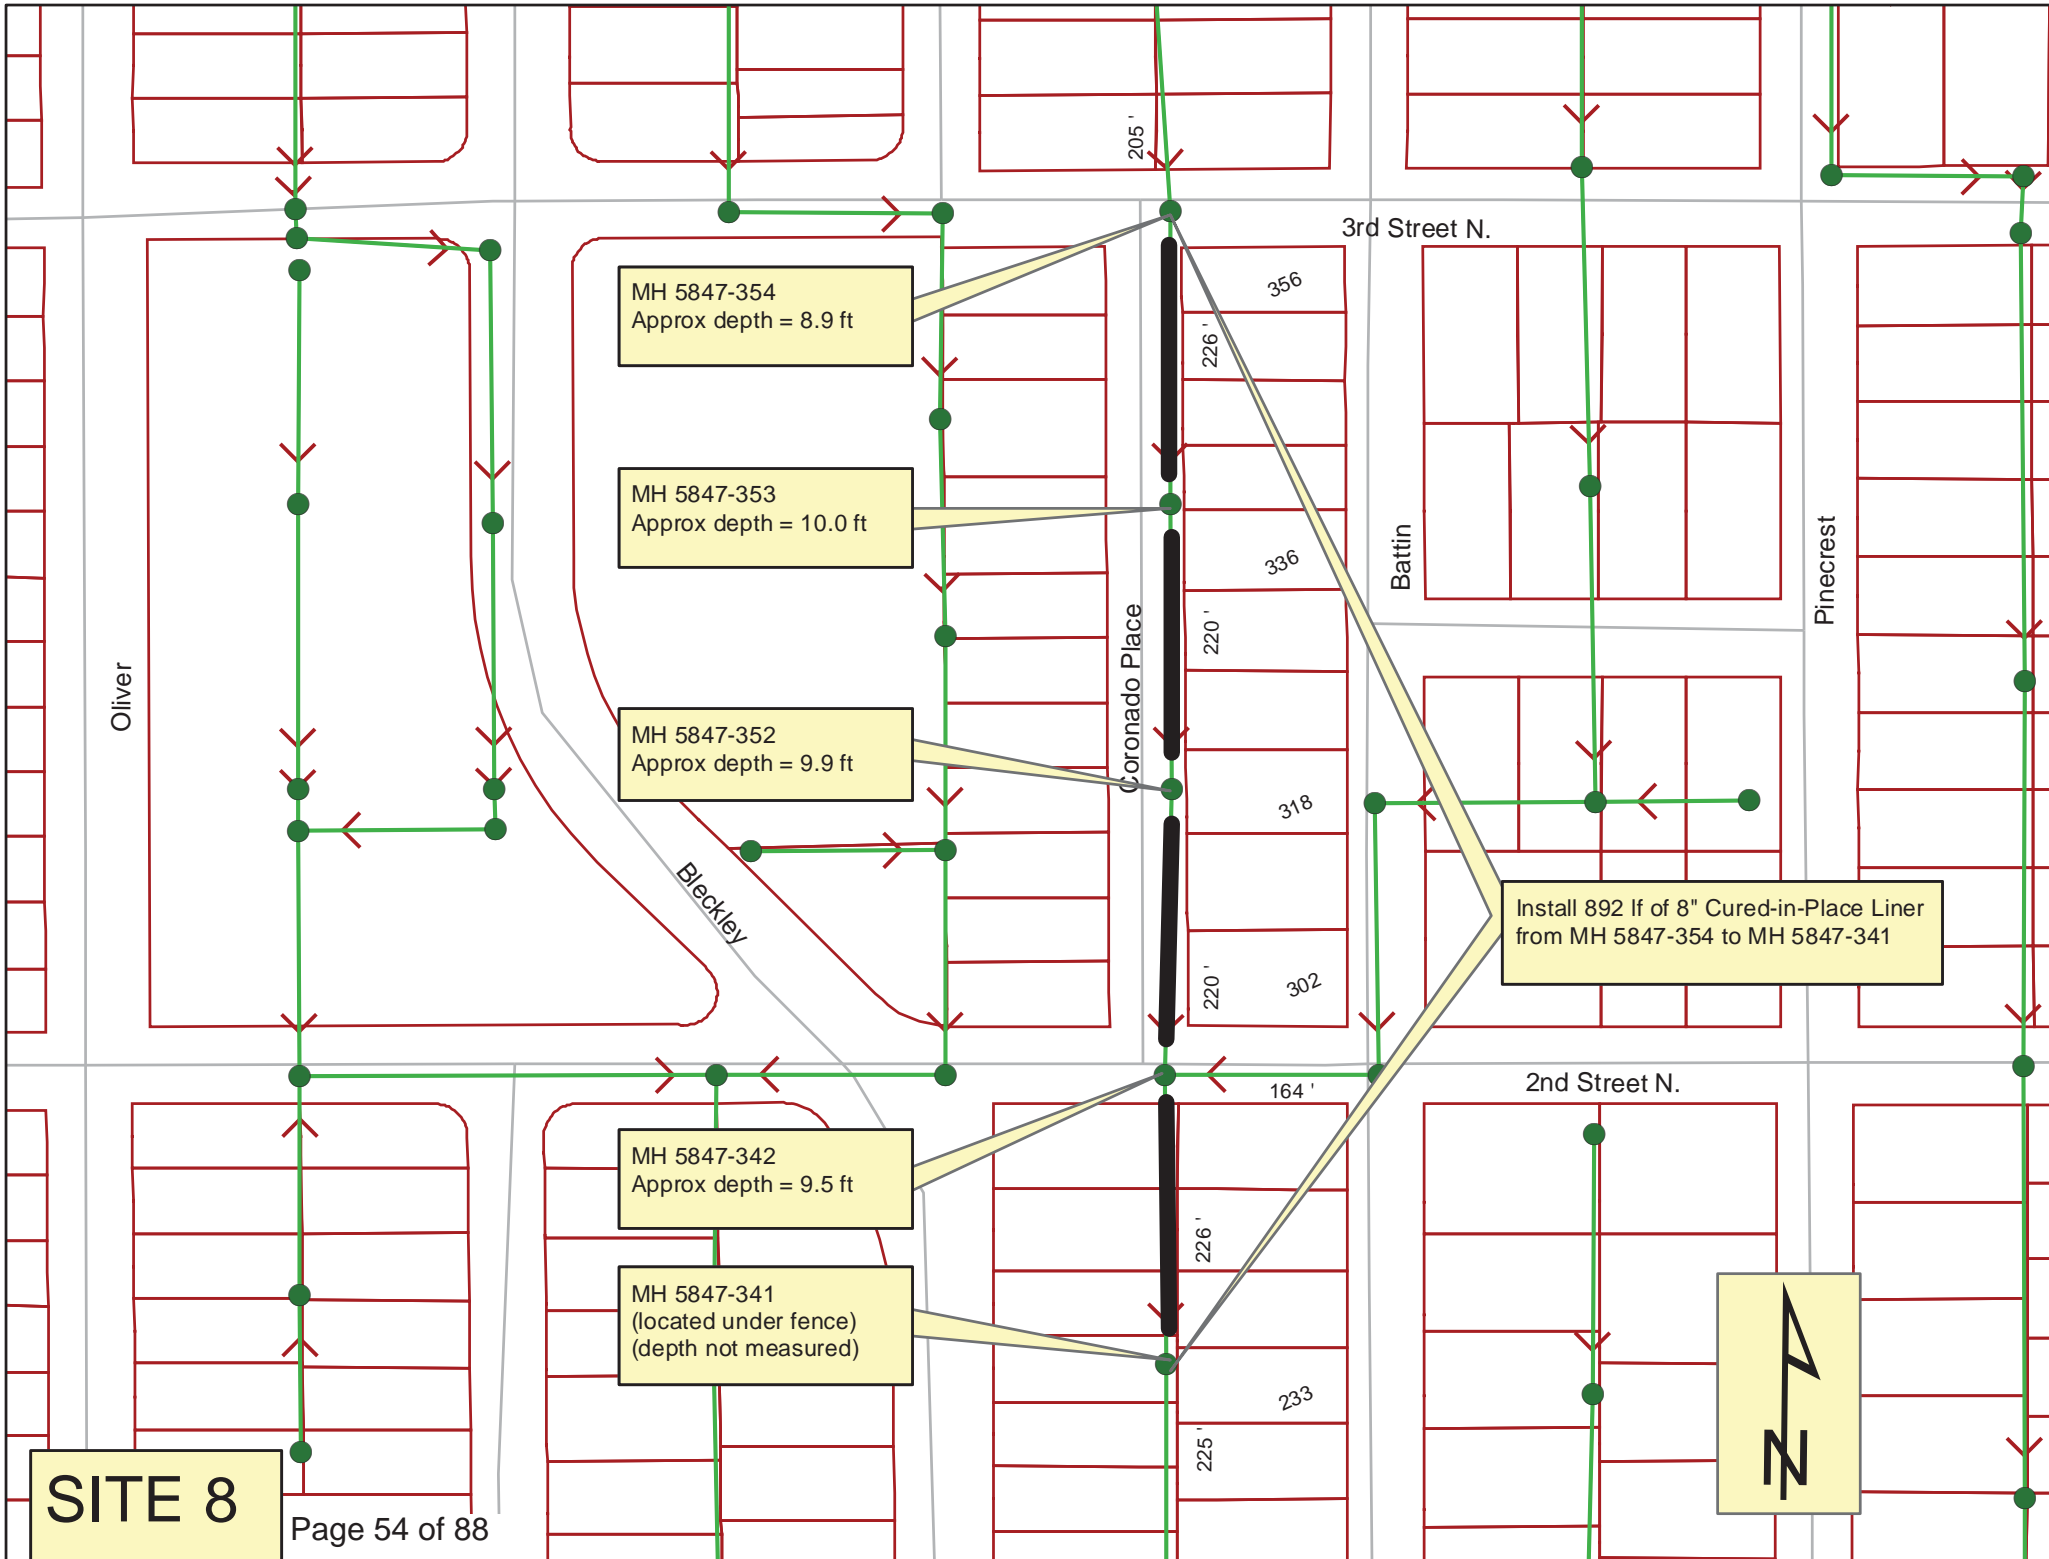 205 '
3rd Street N.
MH 5847-354
Approx depth = 8.9 ft
356
226 '
MH 5847-353
Approx depth = 10.0 ft
336
Battin
Pinecrest
Oliver
Coronado Place
220 '
MH 5847-352
Approx depth = 9.9 ft
318
Bleckley
Install 892 lf of 8" Cured-in-Place Liner
from MH 5847-354 to MH 5847-341
220 '
302
164 '
2nd Street N.
MH 5847-342
Approx depth = 9.5 ft
226 '
MH 5847-341
(located under fence)
(depth not measured)
233
225 '
N
SITE 8
Page 54 of 88